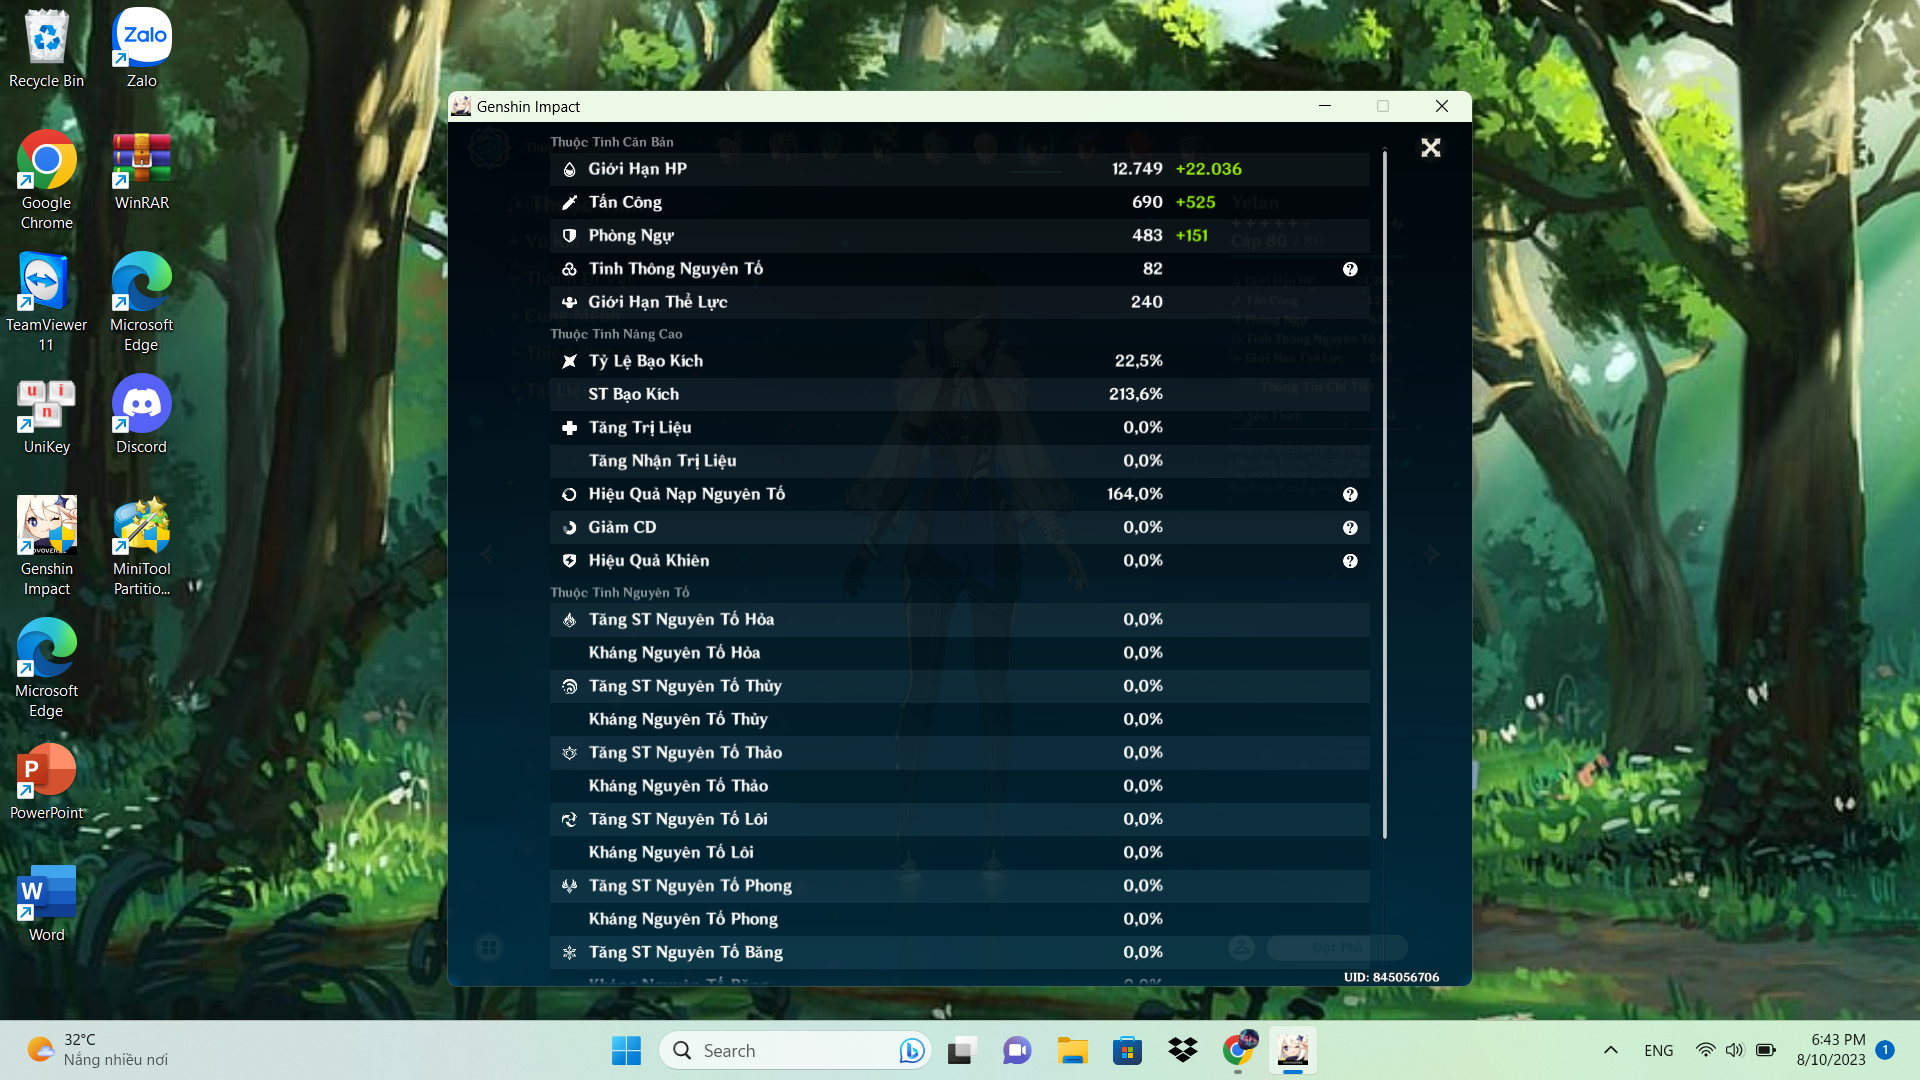 Recycle Bin
Zalo
Zalo
Google
Chrome
WinRAR
TeamViewer
11
Microsoft
Edge
u i
n
UniKey
Discord
Genshin
Impact
MiniTool
Partitio...
Microsoft
Edge
P
PowerPoint
W
Word
Genshin Impact
Thuộc Tính Căn Bản
Giới Hạn HP 12.749 +22.036
Tấn Công 690 +525
Phòng Ngự 483 +151
Tinh Thông Nguyên Tố 82
Giới Hạn Thể Lực 240
Thuộc Tính Nâng Cao
Tỷ Lệ Bạo Kích 22,5%
ST Bạo Kích 213,6%
Tăng Trị Liệu 0,0%
Tăng Nhận Trị Liệu 0,0%
Hiệu Quả Nạp Nguyên Tố 164,0%
Giảm CD 0,0%
Hiệu Quả Khiên 0,0%
Thuộc Tính Nguyên Tố
Tăng ST Nguyên Tố Hỏa 0,0%
Kháng Nguyên Tố Hỏa 0,0%
Tăng ST Nguyên Tố Thủy 0,0%
Kháng Nguyên Tố Thủy 0,0%
Tăng ST Nguyên Tố Thảo 0,0%
Kháng Nguyên Tố Thảo 0,0%
Tăng ST Nguyên Tố Lôi 0,0%
Kháng Nguyên Tố Lôi 0,0%
Tăng ST Nguyên Tố Phong 0,0%
Kháng Nguyên Tố Phong 0,0%
Tăng ST Nguyên Tố Băng 0,0%
Kháng Nguyên Tố Băng 0,0%
Yelan
Cấp 80 / 80
Đột Phá
UID: 845056706
32°C
Nắng nhiều nơi
Search
ENG
6:43 PM
8/10/2023
1